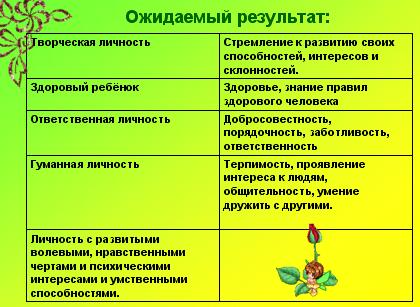 Ожидаемый результат:
Творческая личность
Стремление к развитию своих
способностей, интересов и
склонностей.
Здоровый ребёнок
Здоровье, знание правил
здорового человека
Ответственная личность
Добросовестность,
порядочность, заботливость,
ответственность
Гуманная личность
Терпимость, проявление
интереса к людям,
общительность, умение
дружить с другими.
Личность с развитыми
волевыми, нравственными
чертами и психическими
интересами и умственными
способностями.